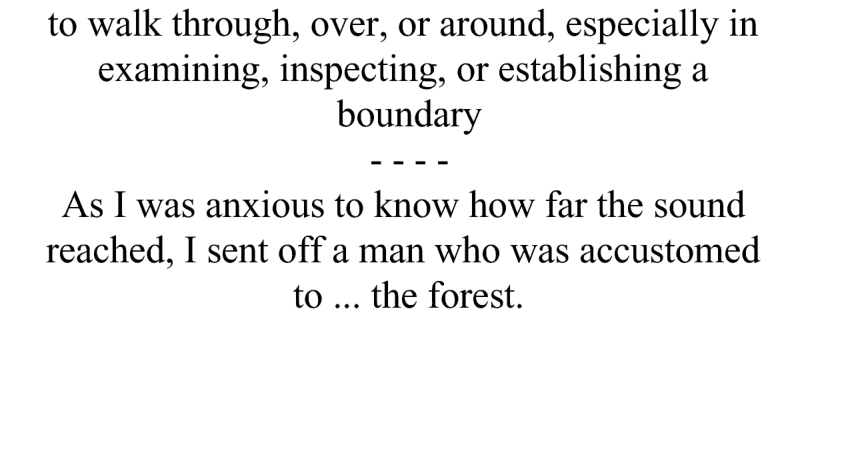 to walk through, over, or around, especially in
examining, inspecting, or establishing a
boundary
- - - -
As I was anxious to know how far the sound
reached, I sent off a man who was accustomed
to ... the forest.